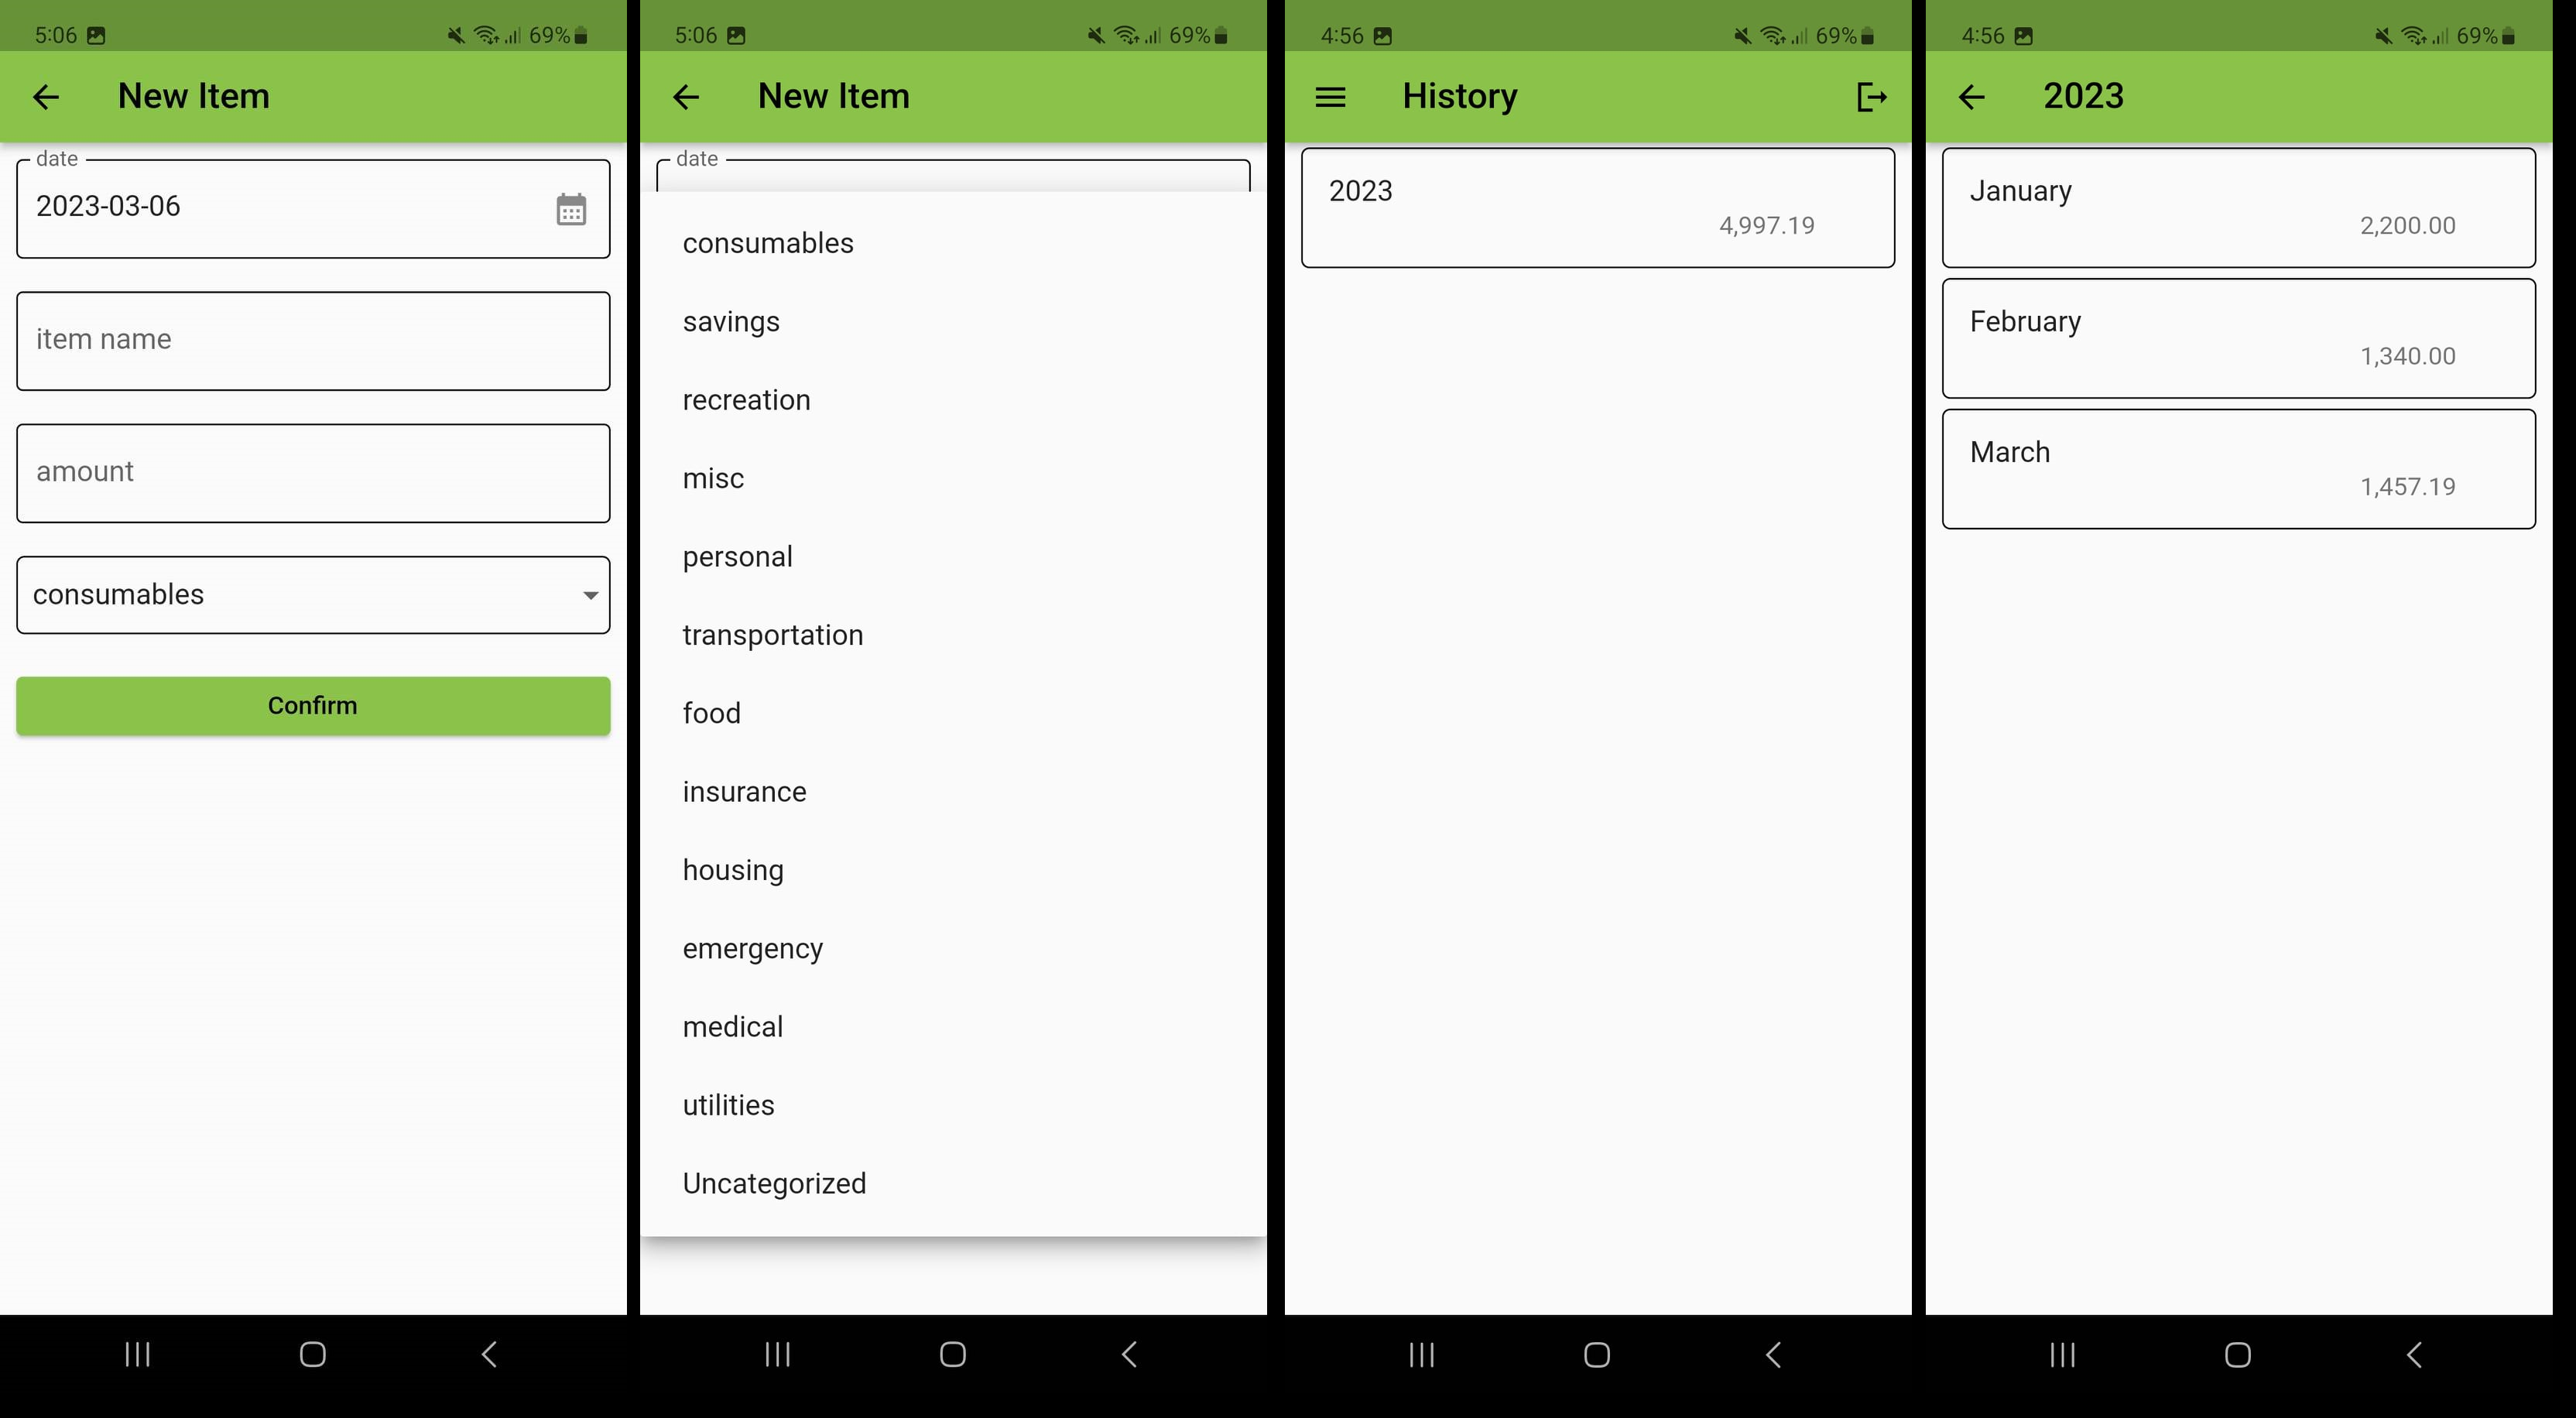 5:06
69%
New Item
date
2023-03-06
item name
amount
consumables
Confirm
5:06
69%
New Item
date
consumables
savings
recreation
misc
personal
transportation
food
insurance
housing
emergency
medical
utilities
Uncategorized
4:56
69%
History
2023
4,997.19
4:56
69%
2023
January
2,200.00
February
1,340.00
March
1,457.19